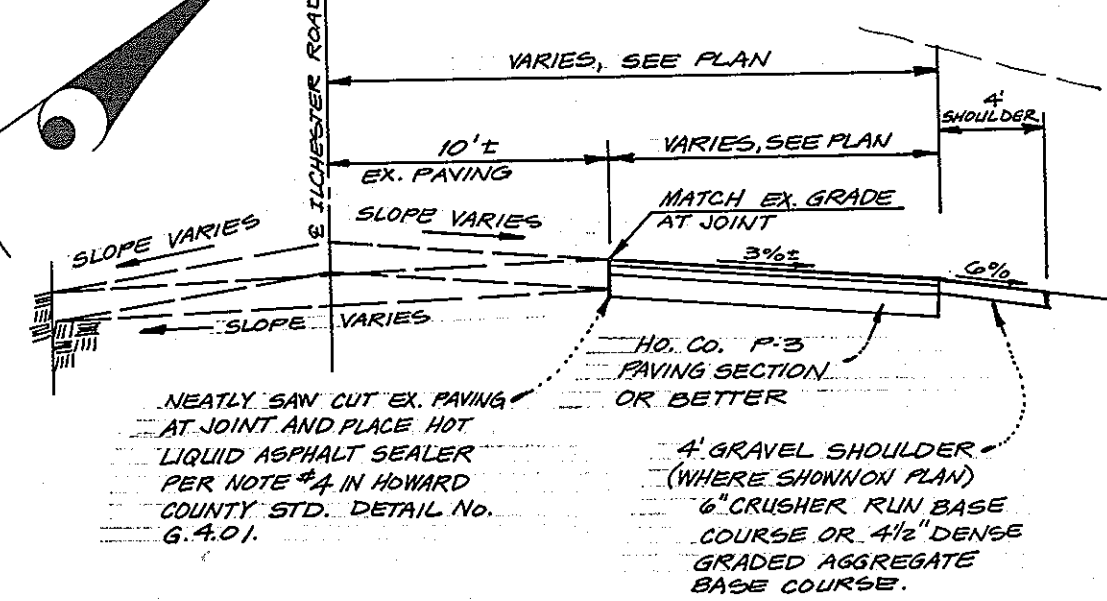 ℄ ILCHESTER ROAD
VARIES, SEE PLAN
4'
SHOULDER
10'±
EX. PAVING
VARIES, SEE PLAN
MATCH EX. GRADE
AT JOINT
SLOPE VARIES
SLOPE VARIES
3%±
6%
SLOPE VARIES
HO. CO. P-3
PAVING SECTION
OR BETTER
NEATLY SAW CUT EX. PAVING
AT JOINT AND PLACE HOT
LIQUID ASPHALT SEALER
PER NOTE #4 IN HOWARD
COUNTY STD. DETAIL No.
G.4.01.
4' GRAVEL SHOULDER
(WHERE SHOWNON PLAN)
6" CRUSHER RUN BASE
COURSE OR 4½" DENSE
GRADED AGGREGATE
BASE COURSE.